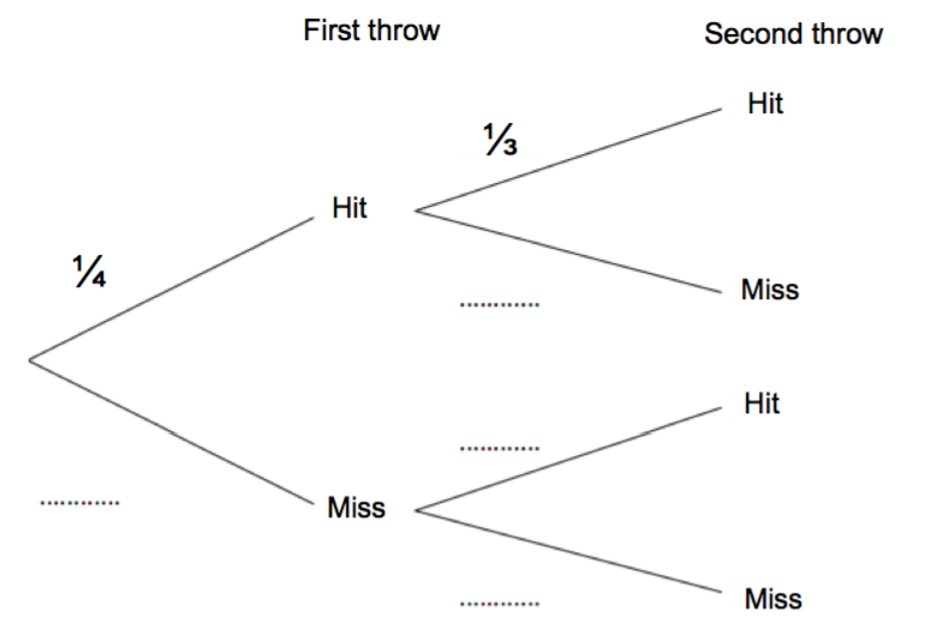 First throw
Second throw
Hit
⅓
Hit
¼
Miss
............
Hit
............
............
Miss
............
Miss